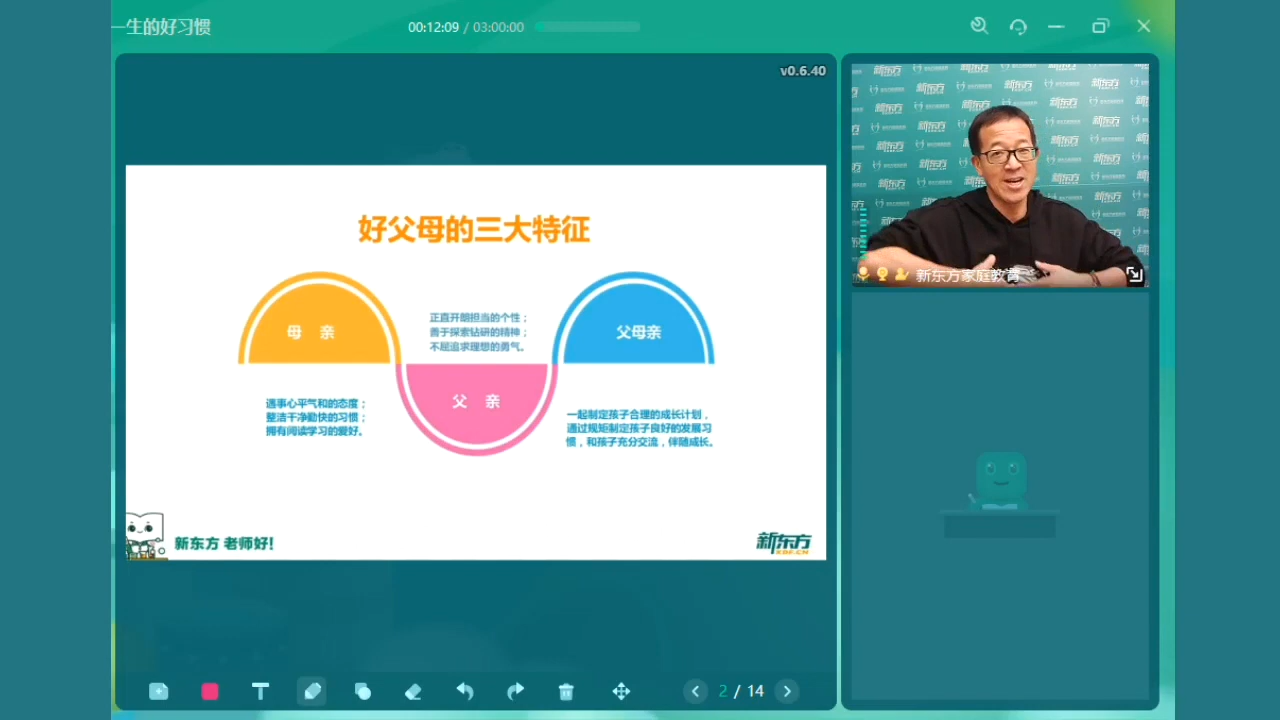 一生的好习惯
00:12:09 / 03:00:00
v0.6.40
好父母的三大特征
母 亲
正直开朗担当的个性；
善于探索钻研的精神；
不屈追求理想的勇气。
父母亲
遇事心平气和的态度；
整洁干净勤快的习惯；
拥有阅读学习的爱好。
父 亲
一起制定孩子合理的成长计划，
通过规矩制定孩子良好的发展习
惯，和孩子充分交流，伴随成长。
新东方 老师好!
新东方
XDF.CN
新东方家庭教育
2 / 14